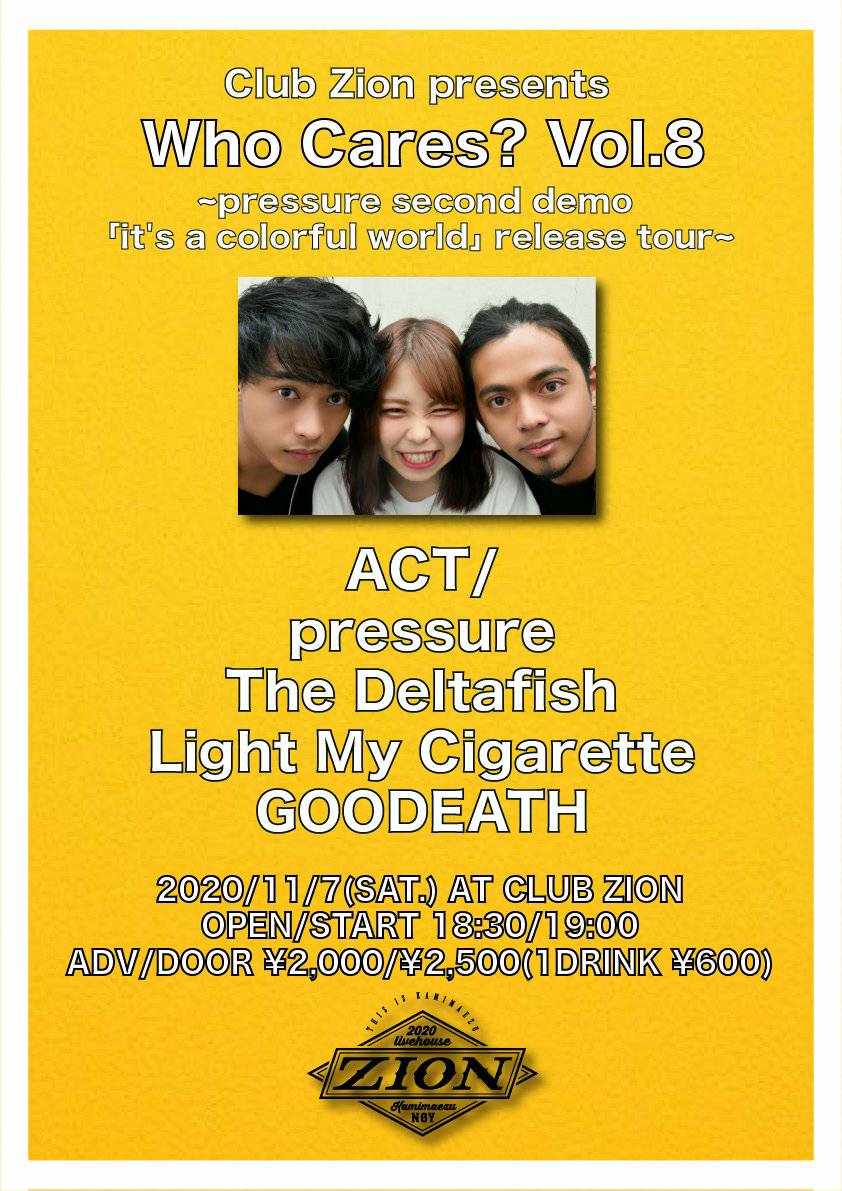 Club Zion presents
Who Cares? Vol.8
~pressure second demo
「it's a colorful world」 release tour~
ACT/
pressure
The Deltafish
Light My Cigarette
GOODEATH
2020/11/7(SAT.) AT CLUB ZION
OPEN/START 18:30/19:00
ADV/DOOR ¥2,000/¥2,500(1DRINK ¥600)
THIS IS KAMIMAEZU
2020
livehouse
ZION
Kamimaezu
NGY